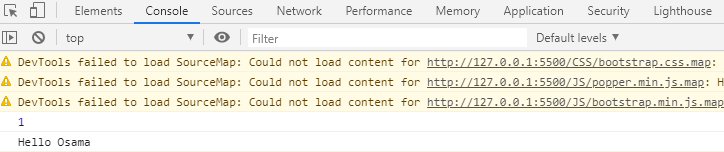 Elements Console Sources Network Performance Memory Application Security Lighthouse
top Filter Default levels
DevTools failed to load SourceMap: Could not load content for http://127.0.0.1:5500/CSS/bootstrap.css.map:
DevTools failed to load SourceMap: Could not load content for http://127.0.0.1:5500/JS/popper.min.js.map: H
DevTools failed to load SourceMap: Could not load content for http://127.0.0.1:5500/JS/bootstrap.min.js.map
1
Hello Osama